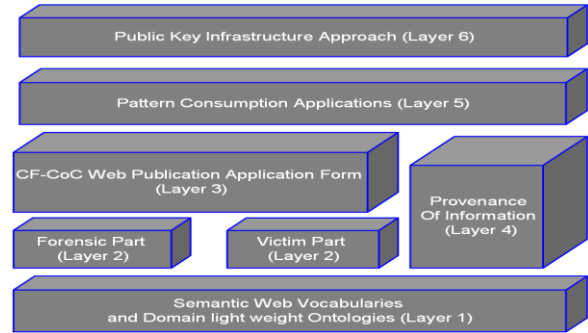 Public Key Infrastructure Approach (Layer 6)
Pattern Consumption Applications (Layer 5)
CF-CoC Web Publication Application Form
(Layer 3)
Provenance
Of Information
(Layer 4)
Forensic Part
(Layer 2)
Victim Part
(Layer 2)
Semantic Web Vocabularies
and Domain light weight Ontologies (Layer 1)